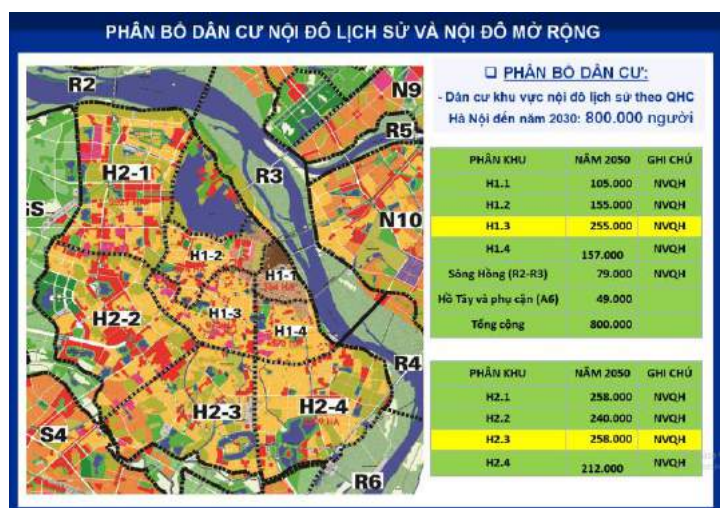 PHÂN BỐ DÂN CƯ NỘI ĐÔ LỊCH SỬ VÀ NỘI ĐÔ MỞ RỘNG
R2
N9
R5
H2-1
R3
GS
N10
H1-2
H1-1
H1-3
H2-2
H1-4
R4
H2-3
H2-4
S4
R6
❑ PHÂN BỐ DÂN CƯ:
- Dân cư khu vực nội đô lịch sử theo QHC
Hà Nội đến năm 2030: 800.000 người
PHÂN KHU NĂM 2050 GHI CHÚ
H1.1 105.000 NVQH
H1.2 155.000 NVQH
H1.3 255.000 NVQH
H1.4 157.000 NVQH
Sông Hồng (R2-R3) 79.000 NVQH
Hồ Tây và phụ cận (A6) 49.000
Tổng cộng 800.000
PHÂN KHU NĂM 2050 GHI CHÚ
H2.1 258.000 NVQH
H2.2 240.000 NVQH
H2.3 258.000 NVQH
H2.4 212.000 NVQH